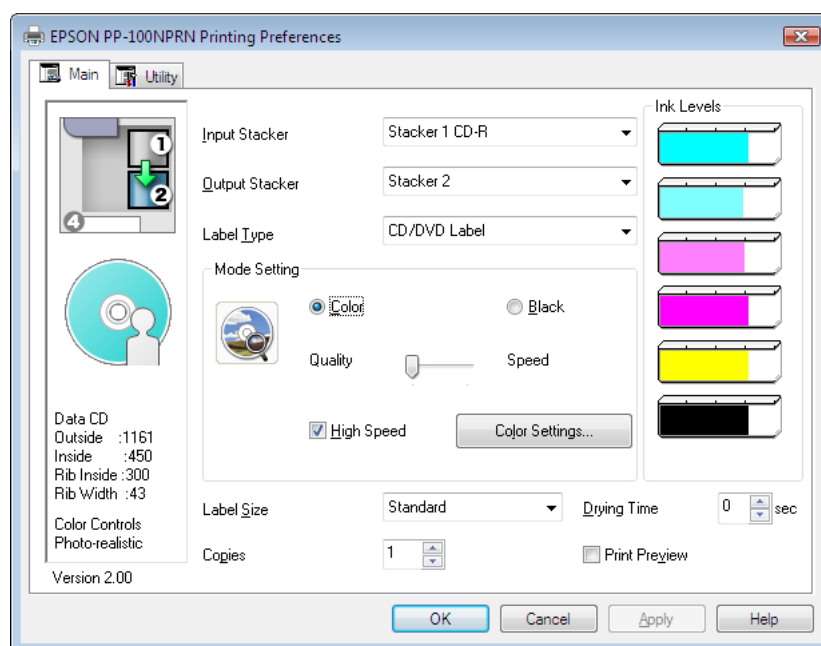 EPSON PP-100NPRN Printing Preferences
Main
Utility
1
2
4
Input Stacker
Stacker 1 CD-R
Output Stacker
Stacker 2
Label Type
CD/DVD Label
Mode Setting
Color
Black
Quality
Speed
High Speed
Color Settings...
Ink Levels
Data CD
Outside :1161
Inside :450
Rib Inside :300
Rib Width :43
Color Controls
Photo-realistic
Version 2.00
Label Size
Standard
Drying Time
0
sec
Copies
1
Print Preview
OK
Cancel
Apply
Help